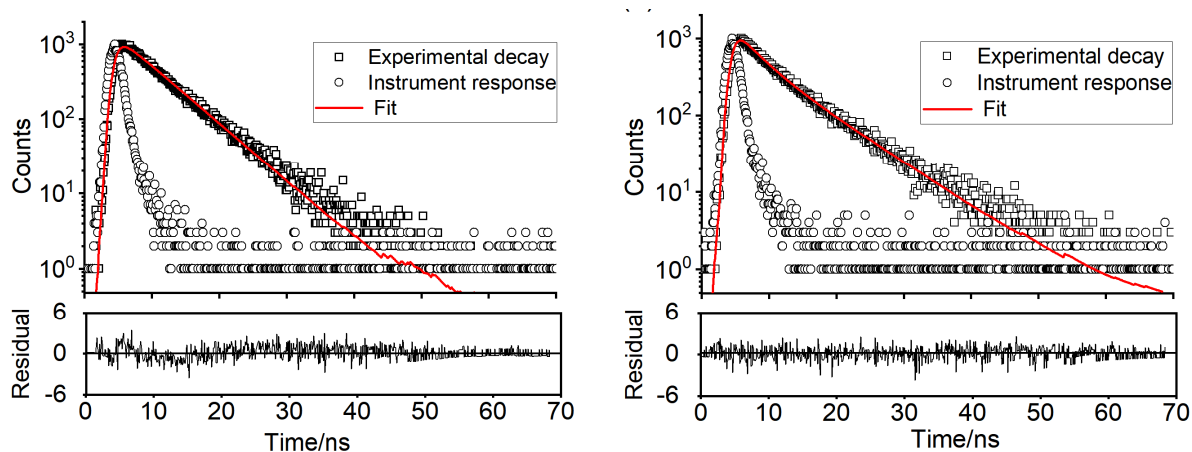 10³
10²
10¹
10⁰
Counts
Experimental decay
Instrument response
Fit
6
0
-6
Residual
0 10 20 30 40 50 60 70
Time/ns
10³
10²
10¹
10⁰
Counts
Experimental decay
Instrument response
Fit
6
0
-6
Residual
0 10 20 30 40 50 60 70
Time/ns